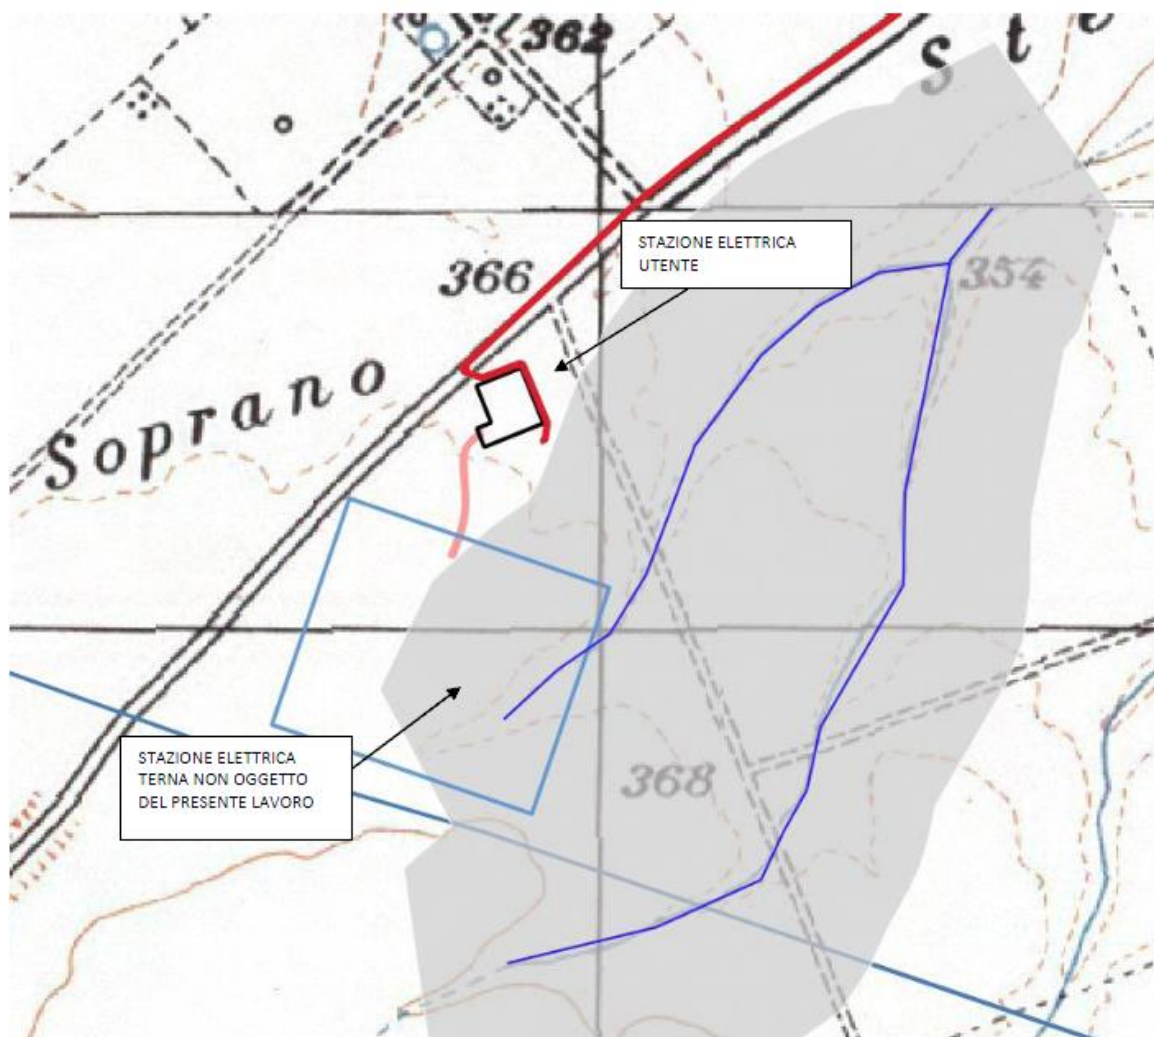 362
S t e
STAZIONE ELETTRICA
UTENTE
366
354
Soprano
STAZIONE ELETTRICA
TERNA NON OGGETTO
DEL PRESENTE LAVORO
368